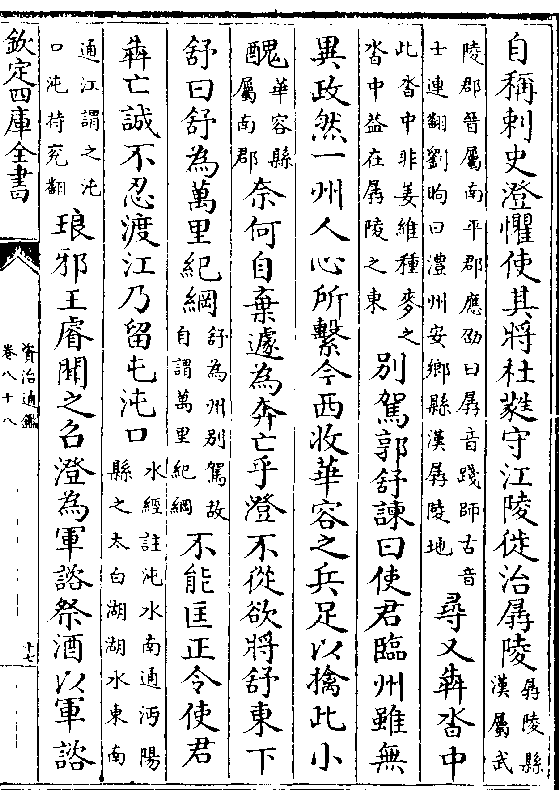 自稱刺史澄懼使其將杜蕤守江陵徙治孱陵孱陵縣漢屬武
陵郡晉屬南平郡應劭曰孱音踐師古音士連翻劉昫曰澧州安鄉縣漢孱陵地尋又犇沓中
此沓中非姜維種麥之沓中益在孱陵之東别駕郭舒諫曰使君臨州雖無
異政然一州人心所繫今西收華容之兵足以擒此小
醜華容縣屬南郡奈何自棄遽為奔亡乎澄不從欲將舒東下
舒曰舒為萬里紀綱舒為州别駕故自謂萬里紀綱不能匡正令使君
犇亡誠不忍渡江乃留屯沌口水經註沌水南通沔陽縣之太白湖湖水東南
通江謂之沌口沌持兖翻琅邪王睿聞之召澄為軍諮祭酒以軍諮
欽定四庫全書
資治通鑑
卷八十八
十七